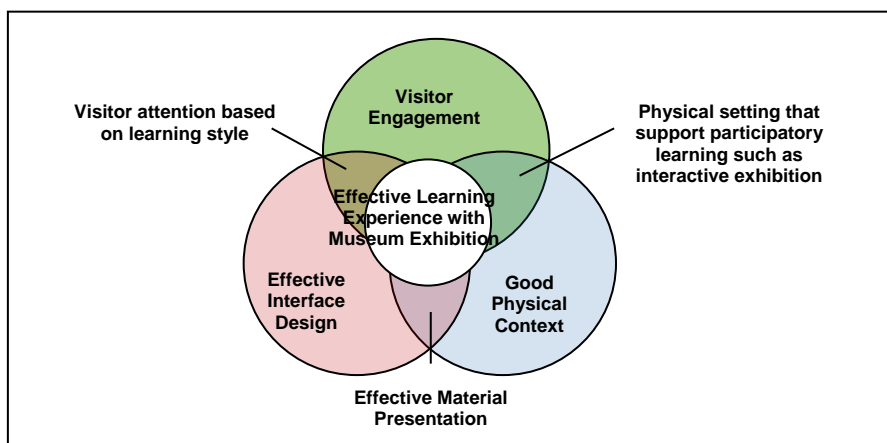 Visitor
Engagement
Visitor attention based
on learning style
Physical setting that
support participatory
learning such as
interactive exhibition
Effective Learning
Experience with
Museum Exhibition
Effective
Interface
Design
Good
Physical
Context
Effective Material
Presentation